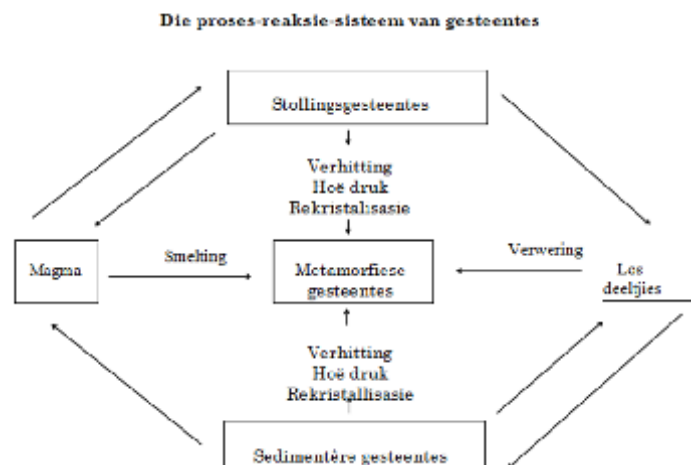 Die proses-reaksie-sisteem van gesteentes
Stollingsgesteentes
Verhitting
Hoë druk
Rekristalisasie
Magma
Smelting
Metamorfiese
gesteentes
Verwering
Los
deeltjies
Verhitting
Hoë druk
Rekristallisasie
Sedimentêre gesteentes